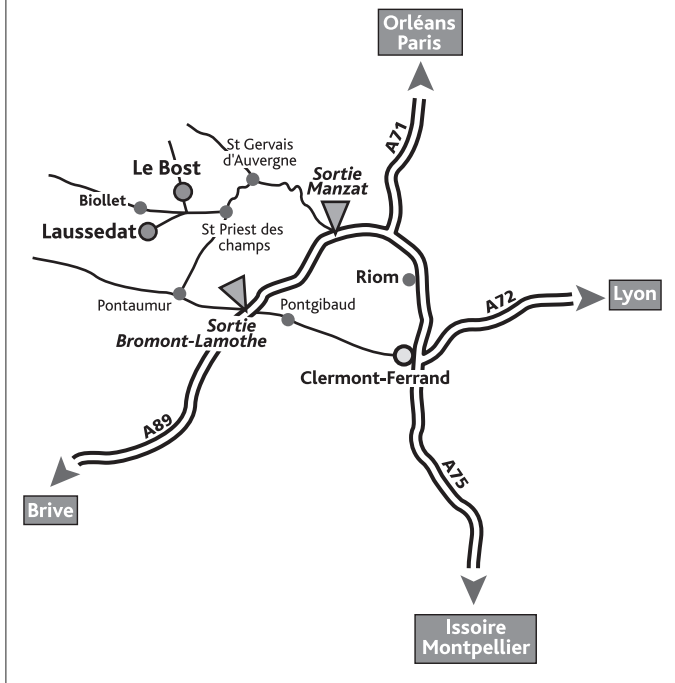 Orléans
Paris
A71
St Gervais
d'Auvergne
Le Bost
Sortie
Manzat
Biollet
Laussedat
St Priest des
champs
Riom
A72
Lyon
Pontaumur
Pontgibaud
Sortie
Bromont-Lamothe
Clermont-Ferrand
A89
A75
Brive
Issoire
Montpellier